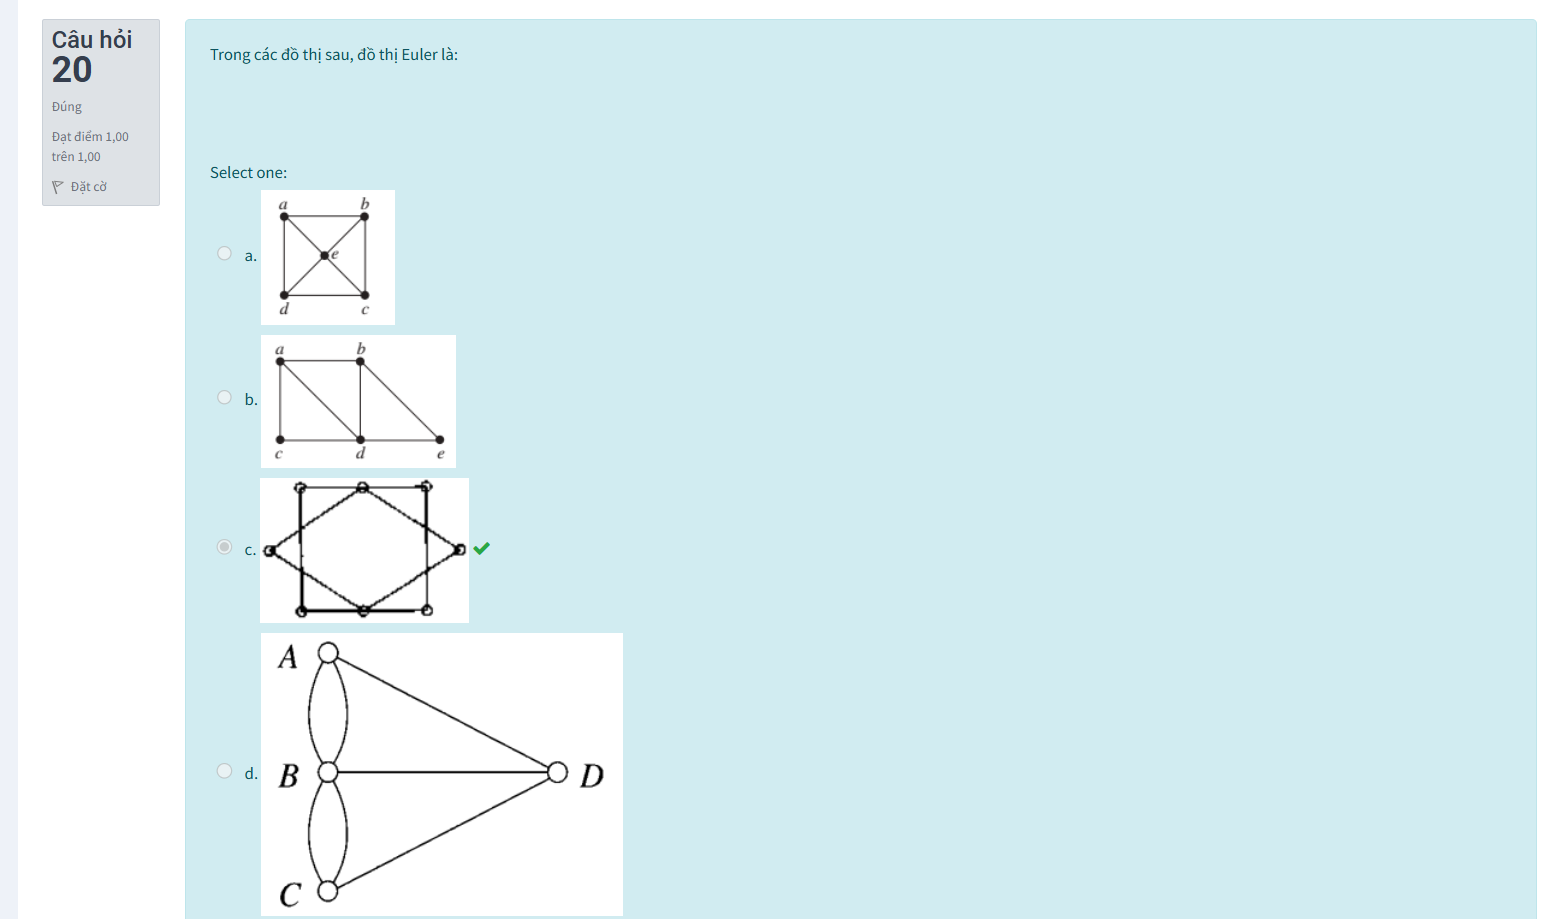 Câu hỏi
20
Đúng
Đạt điểm 1,00
trên 1,00
Đặt cờ
Trong các đồ thị sau, đồ thị Euler là:
Select one:
a.
a b
e
d c
b.
a b
c d e
c.
d.
A
B D
C